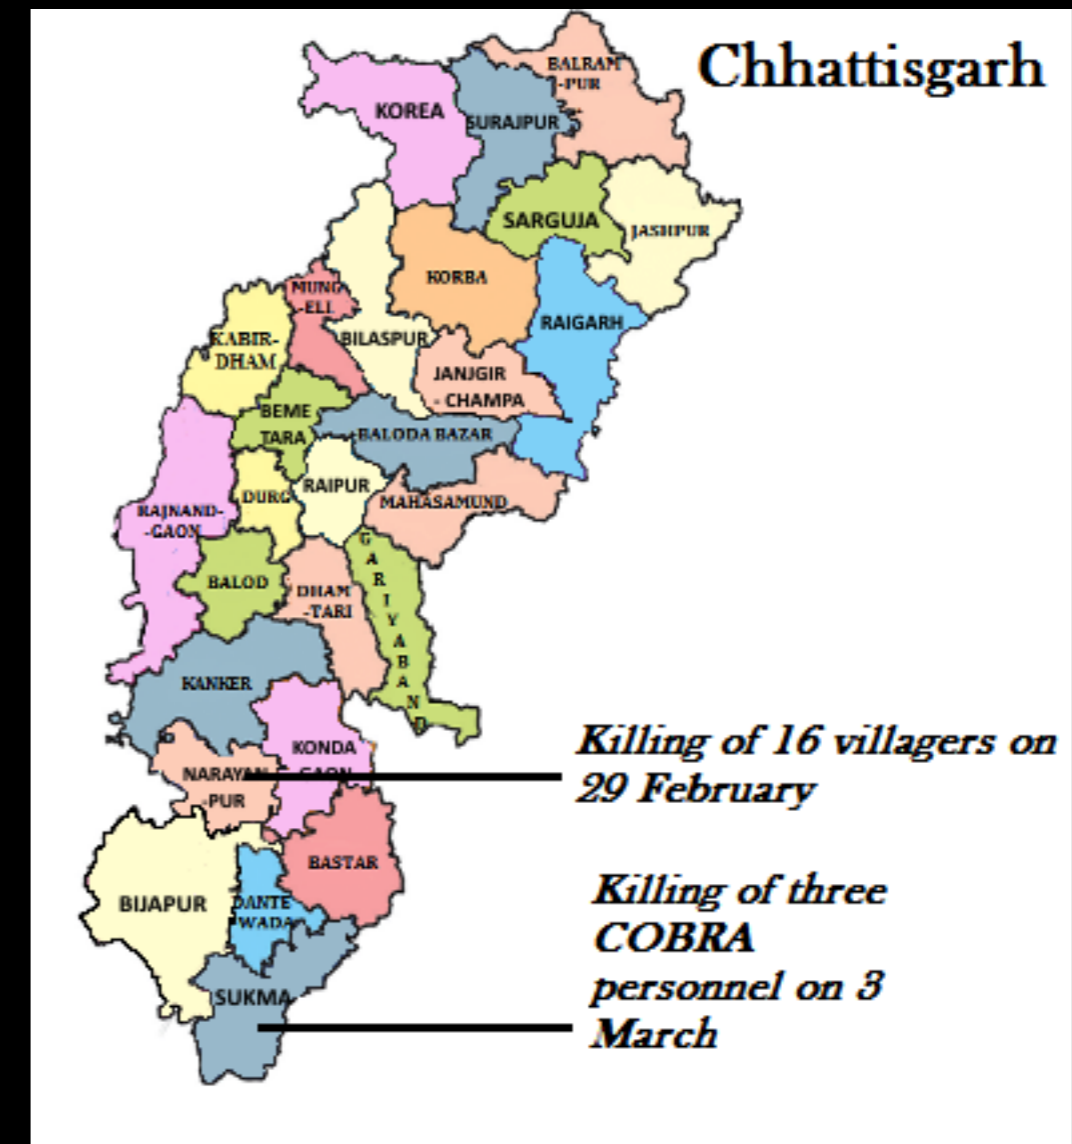 Chhattisgarh
BALRAM
-PUR
KOREA
SURAJPUR
SARGUJA
JASHPUR
KORBA
MUNG
-ELI
RAIGARH
KABIR-
DHAM
BILASPUR
JANJGIR
- CHAMPA
BEME
TARA
BALODA BAZAR
RAIPUR
DURG
MAHASAMUND
RAJNAND-
-GAON
GARIYABAND
BALOD
DHAM
-TARI
KANKER
KONDA
GAON
NARAYAN
-PUR
Killing of 16 villagers on
29 February
BASTAR
BIJAPUR
DANTE
WADA
Killing of three
COBRA
personnel on 3
March
SUKMA